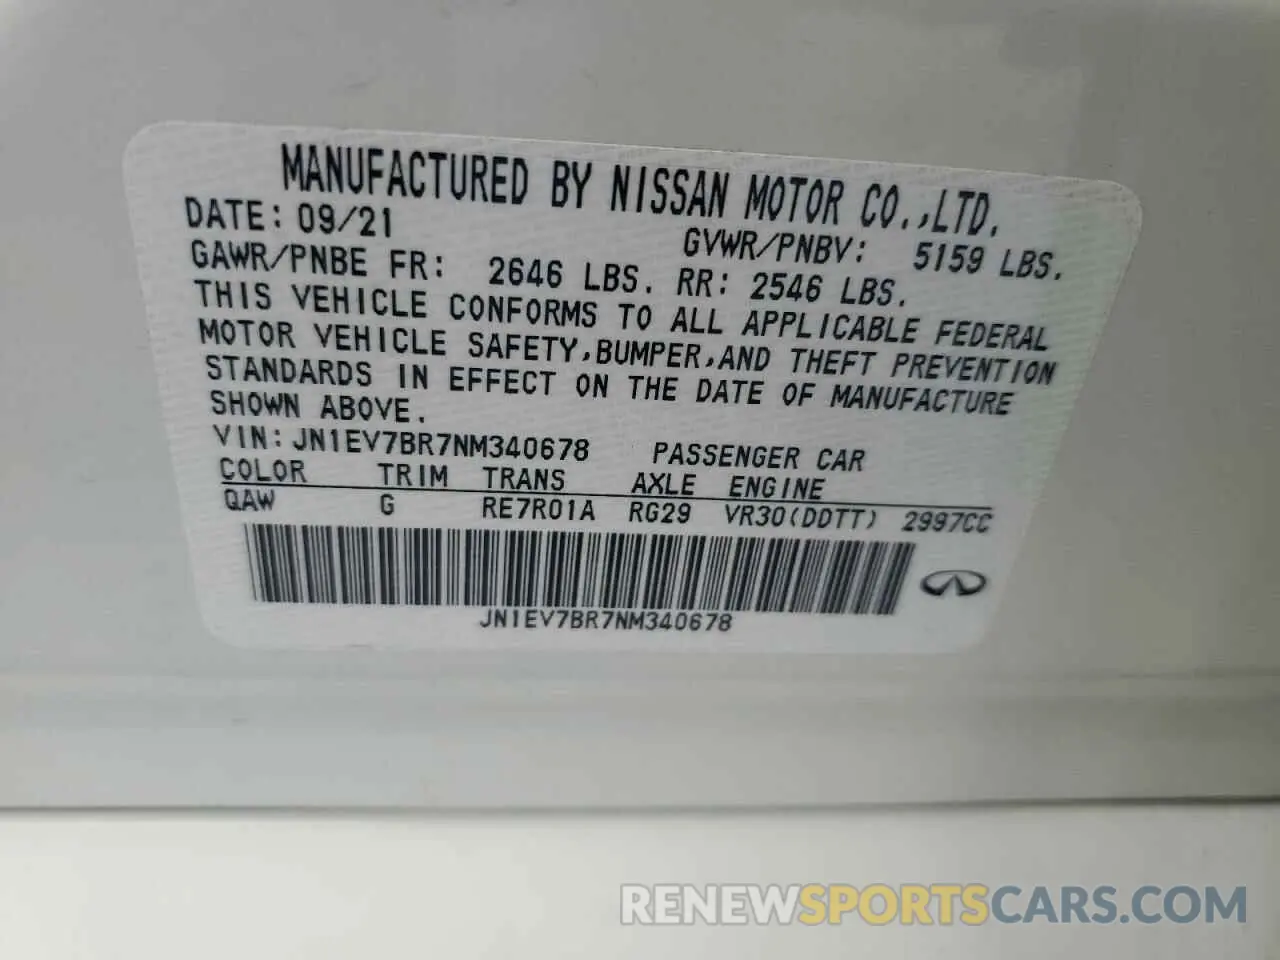 MANUFACTURED BY NISSAN MOTOR CO.,LTD.
DATE: 09/21 GVWR/PNBV: 5159 LBS.
GAWR/PNBE FR: 2646 LBS. RR: 2546 LBS.
THIS VEHICLE CONFORMS TO ALL APPLICABLE FEDERAL
MOTOR VEHICLE SAFETY,BUMPER,AND THEFT PREVENTION
STANDARDS IN EFFECT ON THE DATE OF MANUFACTURE
SHOWN ABOVE.
VIN: JN1EV7BR7NM340678 PASSENGER CAR
COLOR TRIM TRANS AXLE ENGINE
QAW G RE7R01A RG29 VR30(DDTT) 2997CC
JN1EV7BR7NM340678
RENEWSPORTSCARS.COM